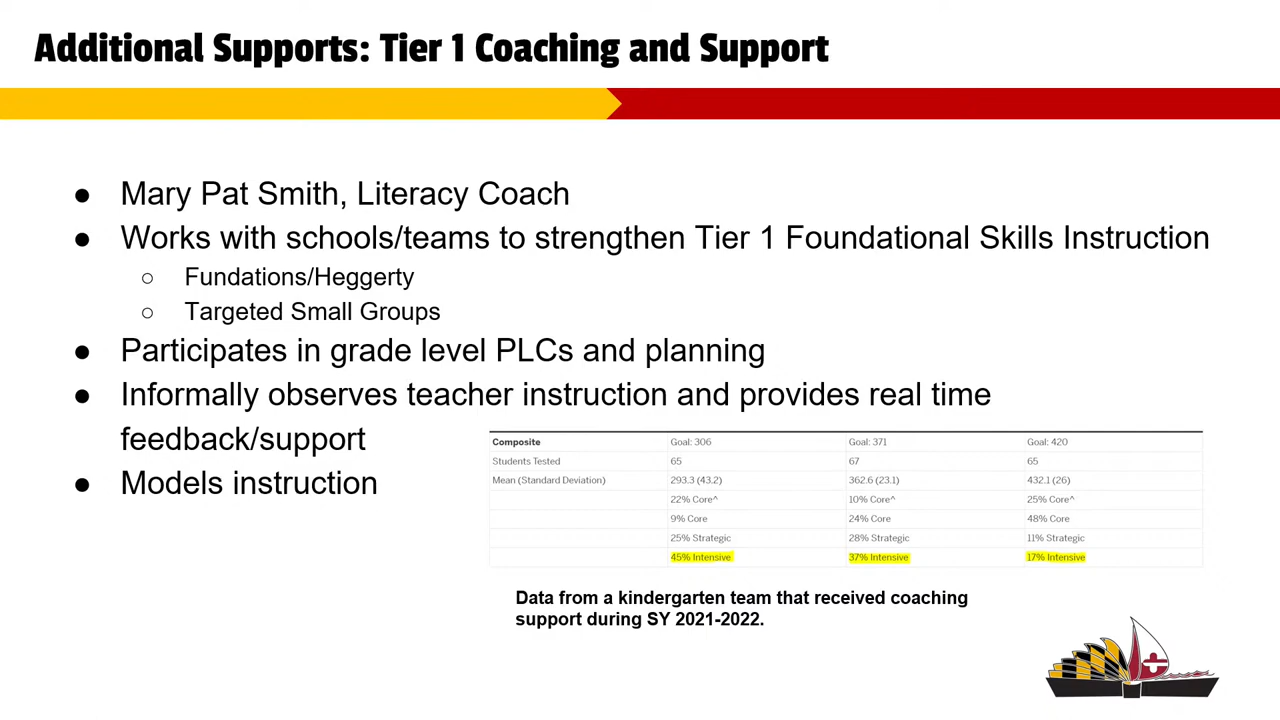 Additional Supports: Tier 1 Coaching and Support
● Mary Pat Smith, Literacy Coach
● Works with schools/teams to strengthen Tier 1 Foundational Skills Instruction
○ Fundations/Heggerty
○ Targeted Small Groups
● Participates in grade level PLCs and planning
● Informally observes teacher instruction and provides real time
feedback/support
● Models instruction
Composite Goal: 306 Goal: 371 Goal: 420
Students Tested 65 67 65
Mean (Standard Deviation) 293.3 (43.2) 362.6 (23.1) 432.1 (26)
22% Core^ 10% Core^ 25% Core^
9% Core 24% Core 48% Core
25% Strategic 28% Strategic 11% Strategic
45% Intensive 37% Intensive 17% Intensive
Data from a kindergarten team that received coaching
support during SY 2021-2022.